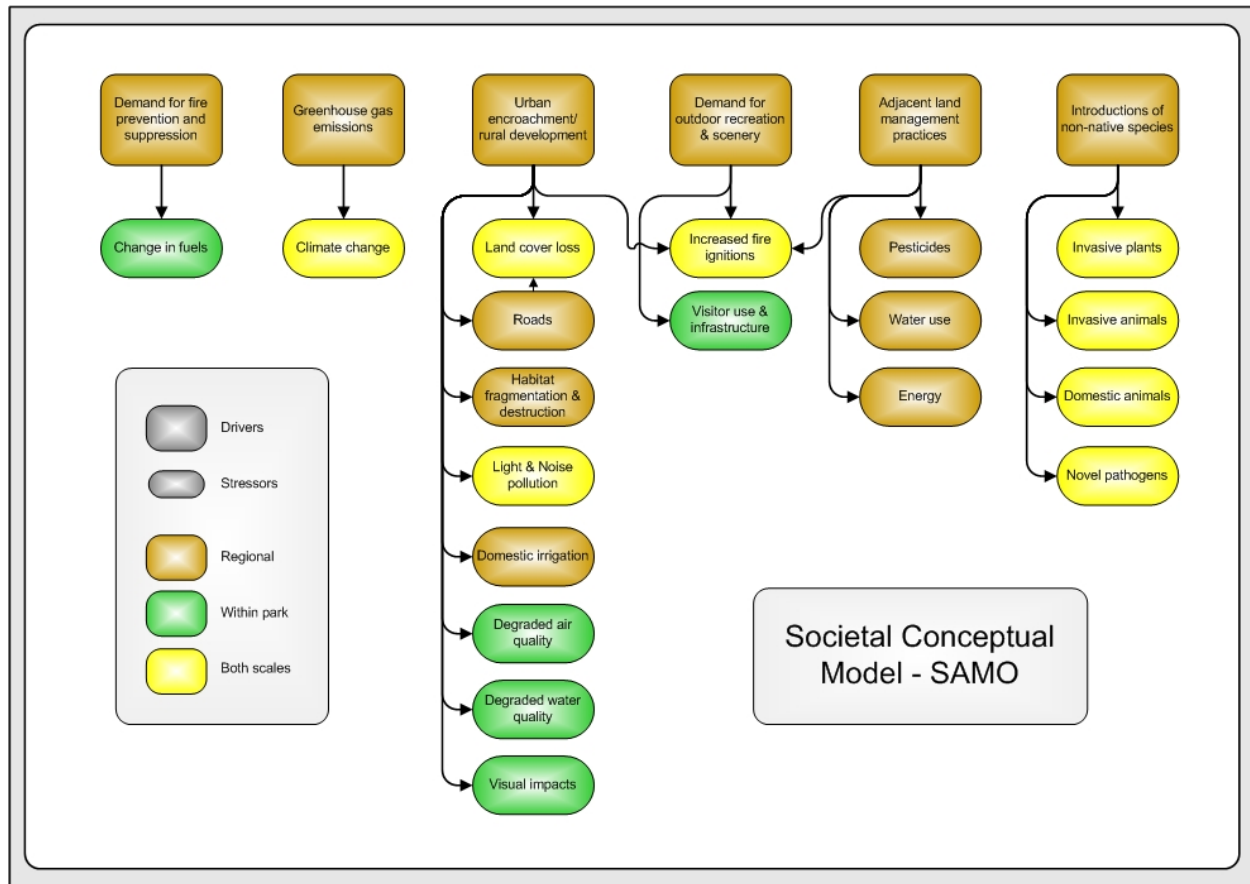 Demand for fire
prevention and
suppression
Greenhouse gas
emissions
Urban
encroachment/
rural development
Demand for
outdoor recreation
& scenery
Adjacent land
management
practices
Introductions of
non-native species
Change in fuels
Climate change
Land cover loss
Increased fire
ignitions
Pesticides
Invasive plants
Roads
Visitor use &
infrastructure
Water use
Invasive animals
Habitat
fragmentation &
destruction
Energy
Domestic animals
Light & Noise
pollution
Novel pathogens
Domestic irrigation
Degraded air
quality
Degraded water
quality
Visual impacts
Drivers
Stressors
Regional
Within park
Both scales
Societal Conceptual
Model - SAMO